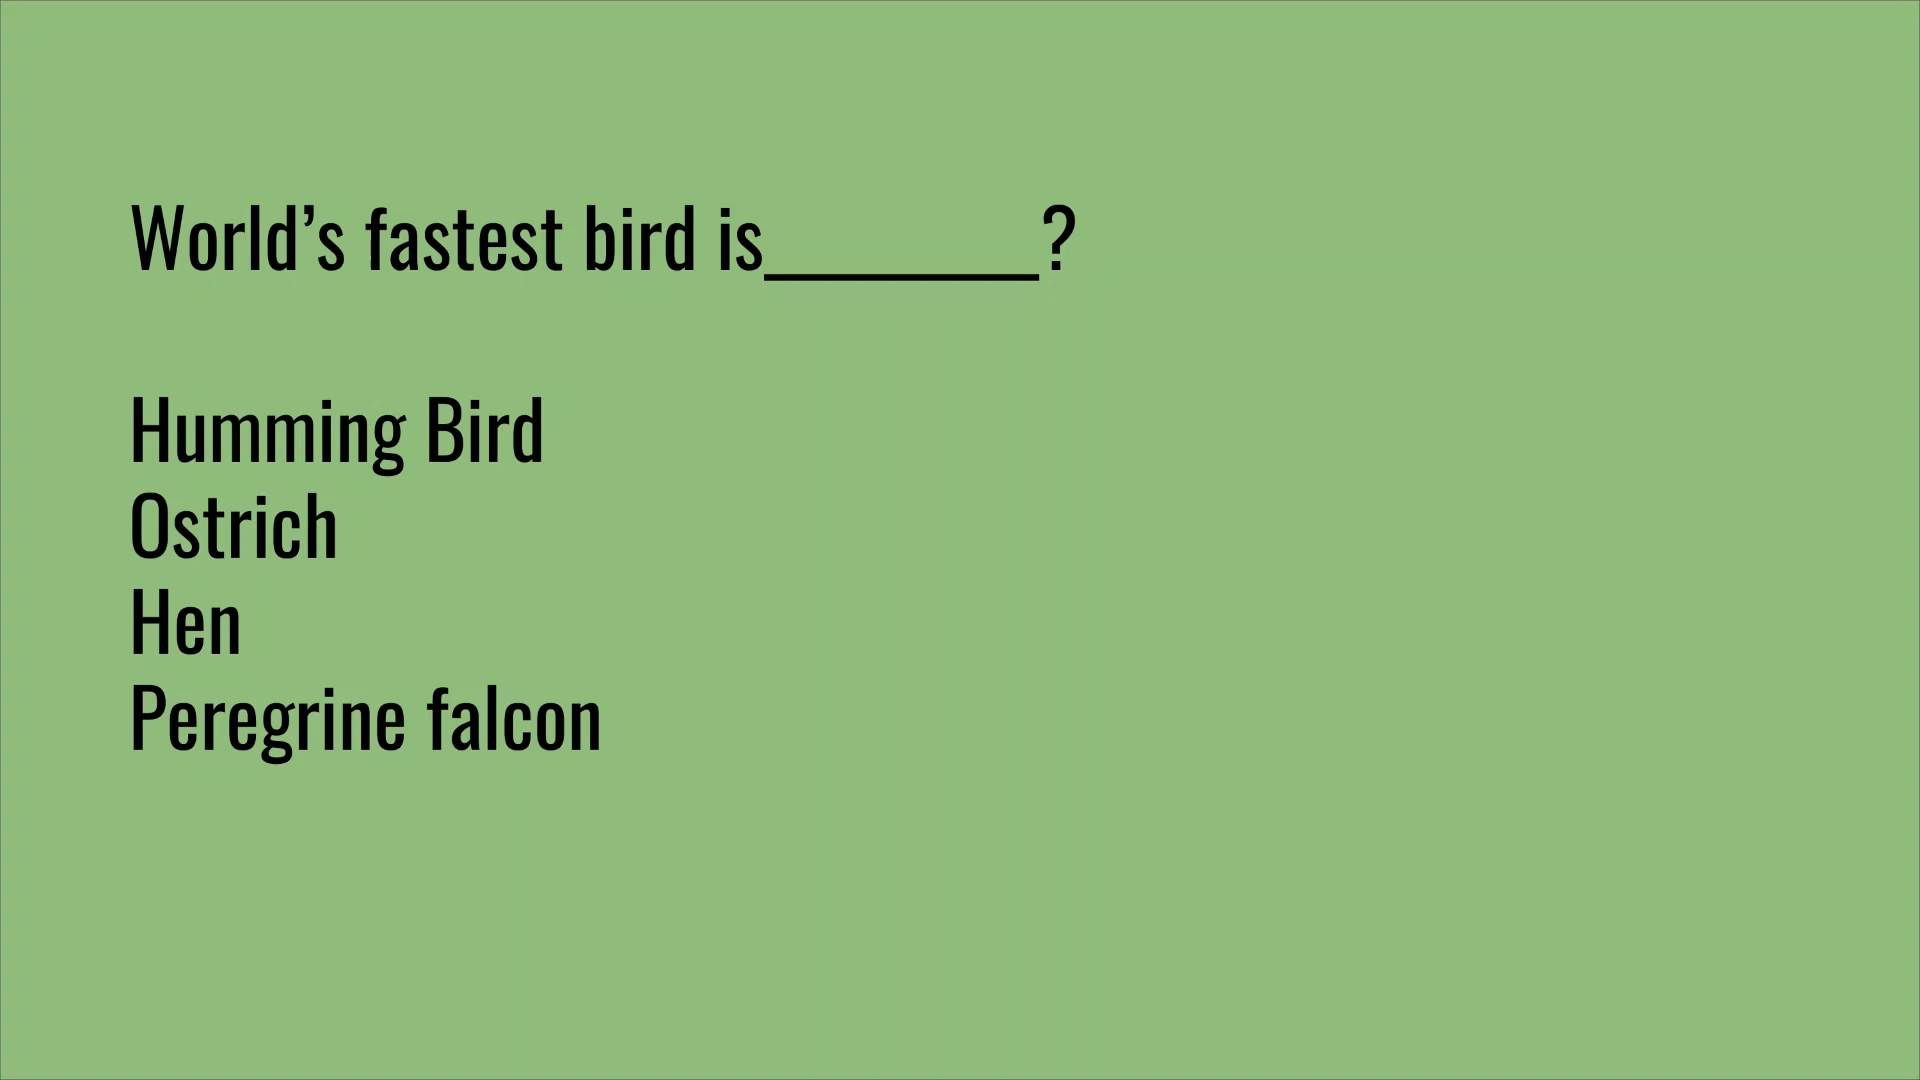 World’s fastest bird is________?
Humming Bird
Ostrich
Hen
Peregrine falcon